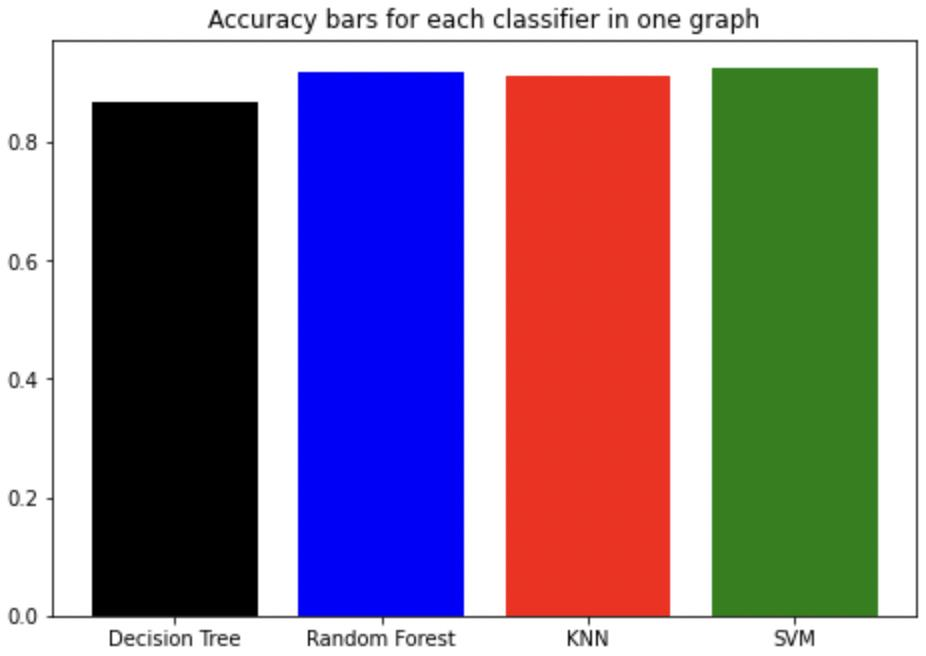 Accuracy bars for each classifier in one graph
0.8
0.6
0.4
0.2
0.0
Decision Tree Random Forest KNN SVM